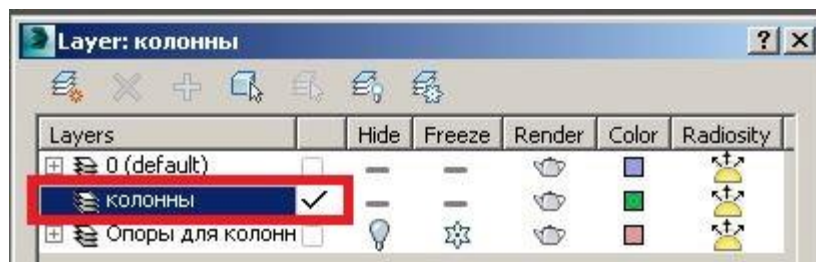 Layer: колонны
Layers Hide Freeze Render Color Radiosity
0 (default)
колонны
Опоры для колонн